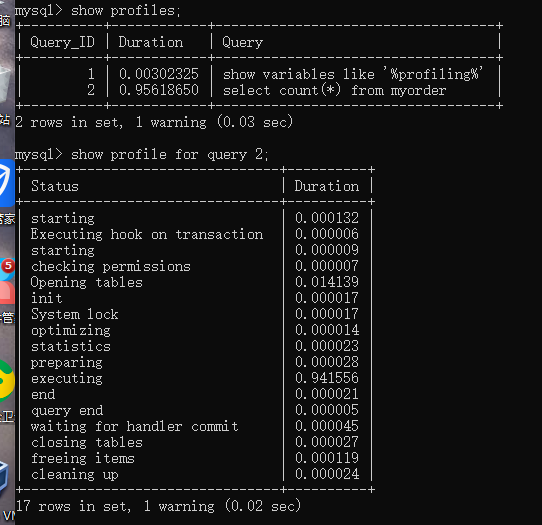 mysql> show profiles;
| Query_ID | Duration | Query |
| 1 | 0.00302325 | show variables like '%profiling%' |
| 2 | 0.95618650 | select count(*) from myorder |
2 rows in set, 1 warning (0.03 sec)
mysql> show profile for query 2;
| Status | Duration |
| starting | 0.000132 |
| Executing hook on transaction | 0.000006 |
| starting | 0.000009 |
| checking permissions | 0.000007 |
| Opening tables | 0.014139 |
| init | 0.000017 |
| System lock | 0.000017 |
| optimizing | 0.000014 |
| statistics | 0.000023 |
| preparing | 0.000028 |
| executing | 0.941556 |
| end | 0.000021 |
| query end | 0.000005 |
| waiting for handler commit | 0.000045 |
| closing tables | 0.000027 |
| freeing items | 0.000119 |
| cleaning up | 0.000024 |
17 rows in set, 1 warning (0.02 sec)
站
5
卫